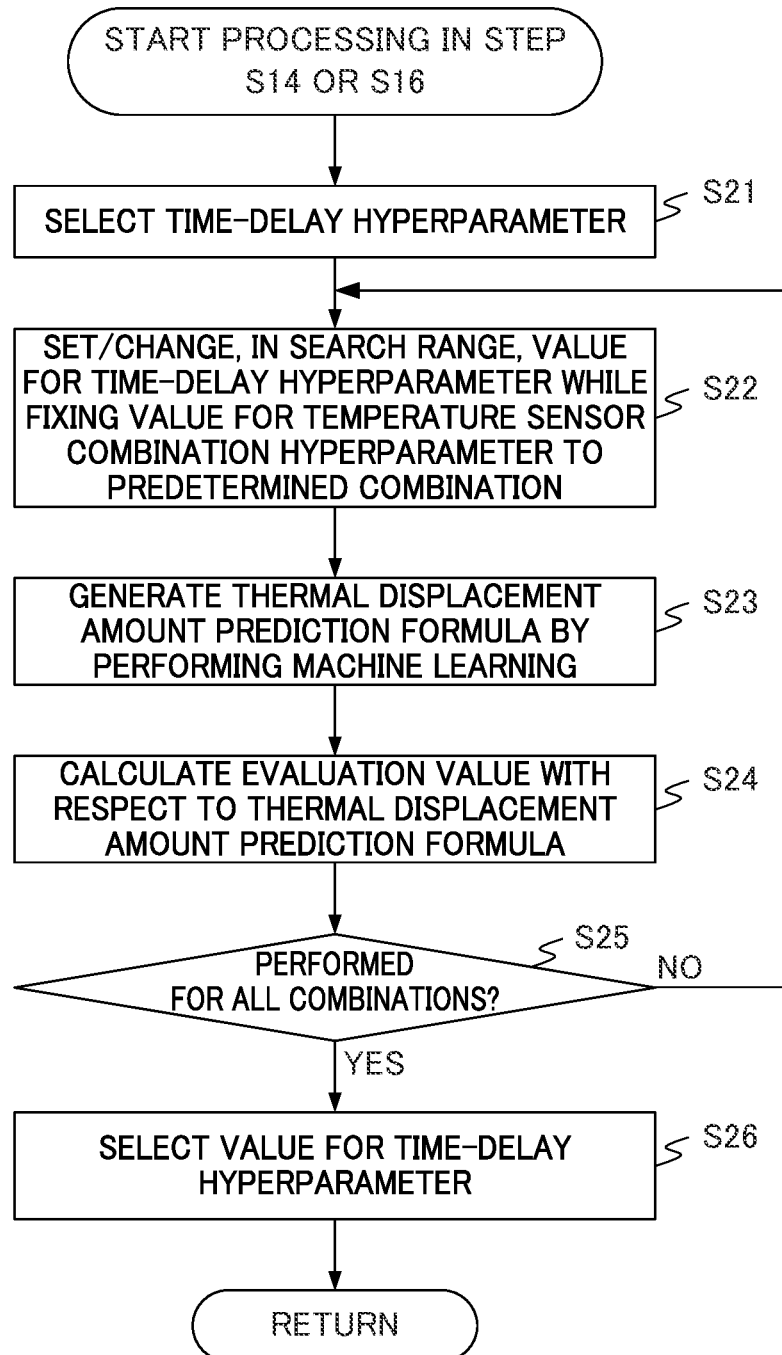 START PROCESSING IN STEP
S14 OR S16
SELECT TIME-DELAY HYPERPARAMETER
S21
SET/CHANGE, IN SEARCH RANGE, VALUE
FOR TIME-DELAY HYPERPARAMETER WHILE
FIXING VALUE FOR TEMPERATURE SENSOR
COMBINATION HYPERPARAMETER TO
PREDETERMINED COMBINATION
S22
GENERATE THERMAL DISPLACEMENT
AMOUNT PREDICTION FORMULA BY
PERFORMING MACHINE LEARNING
S23
CALCULATE EVALUATION VALUE WITH
RESPECT TO THERMAL DISPLACEMENT
AMOUNT PREDICTION FORMULA
S24
PERFORMED
FOR ALL COMBINATIONS?
S25
NO
YES
SELECT VALUE FOR TIME-DELAY
HYPERPARAMETER
S26
RETURN